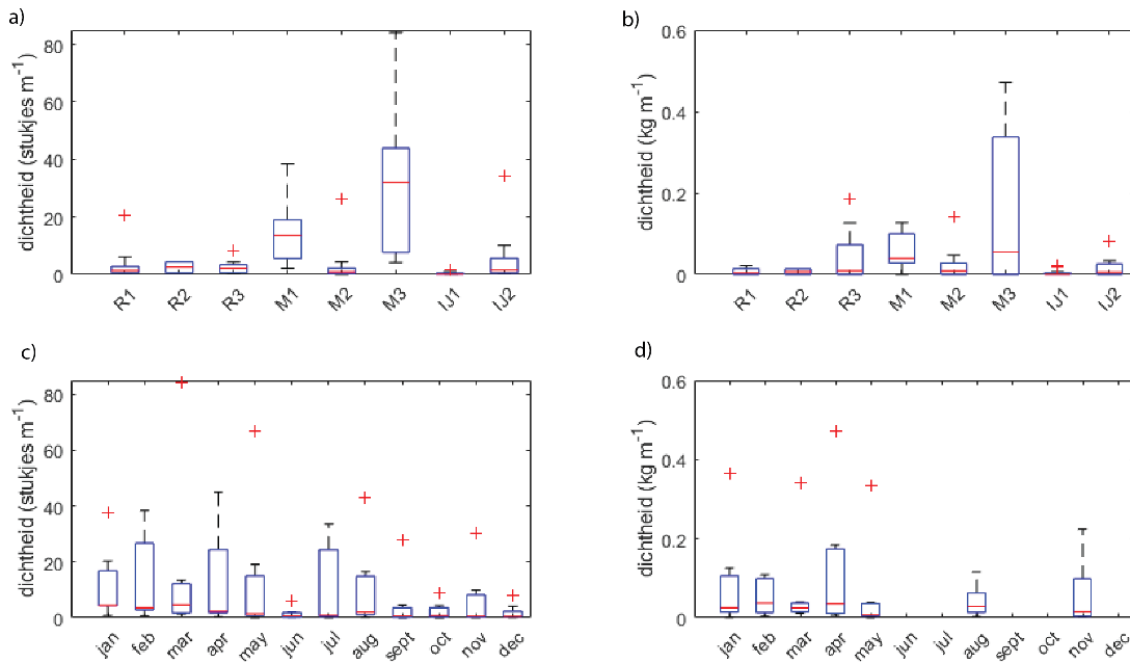 a)
80
60
40
20
0
dichtheid (stukjes m⁻¹)
R1
R2
R3
M1
M2
M3
IJ1
IJ2
b)
0.6
0.4
0.2
0
dichtheid (kg m⁻¹)
R1
R2
R3
M1
M2
M3
IJ1
IJ2
c)
80
60
40
20
0
dichtheid (stukjes m⁻¹)
jan
feb
mar
apr
may
jun
jul
aug
sept
oct
nov
dec
d)
0.6
0.4
0.2
0
dichtheid (kg m⁻¹)
jan
feb
mar
apr
may
jun
jul
aug
sept
oct
nov
dec